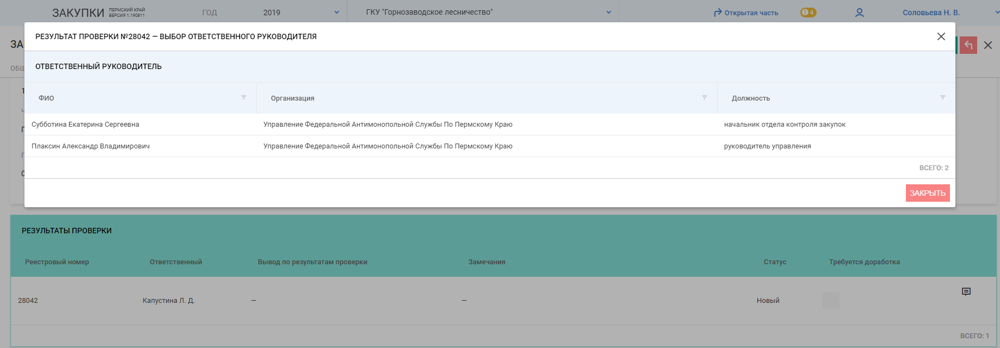 ЗАКУПКИ ПЕРМСКИЙ КРАЙ ВЕРСИЯ 1.190811 ГОД 2019 ГКУ "Горнозаводское лесничество" Открытая часть 4 Соловьева Н. В.
РЕЗУЛЬТАТ ПРОВЕРКИ №28042 — ВЫБОР ОТВЕТСТВЕННОГО РУКОВОДИТЕЛЯ
ОТВЕТСТВЕННЫЙ РУКОВОДИТЕЛЬ
ФИО Организация Должность
Субботина Екатерина Сергеевна Управление Федеральной Антимонопольной Службы По Пермскому Краю начальник отдела контроля закупок
Плаксин Александр Владимирович Управление Федеральной Антимонопольной Службы По Пермскому Краю руководитель управления
ВСЕГО: 2
ЗАКРЫТЬ
РЕЗУЛЬТАТЫ ПРОВЕРКИ
Реестровый номер Ответственный Вывод по результатам проверки Замечания Статус Требуется доработка
28042 Капустина Л. Д. — — Новый
ВСЕГО: 1